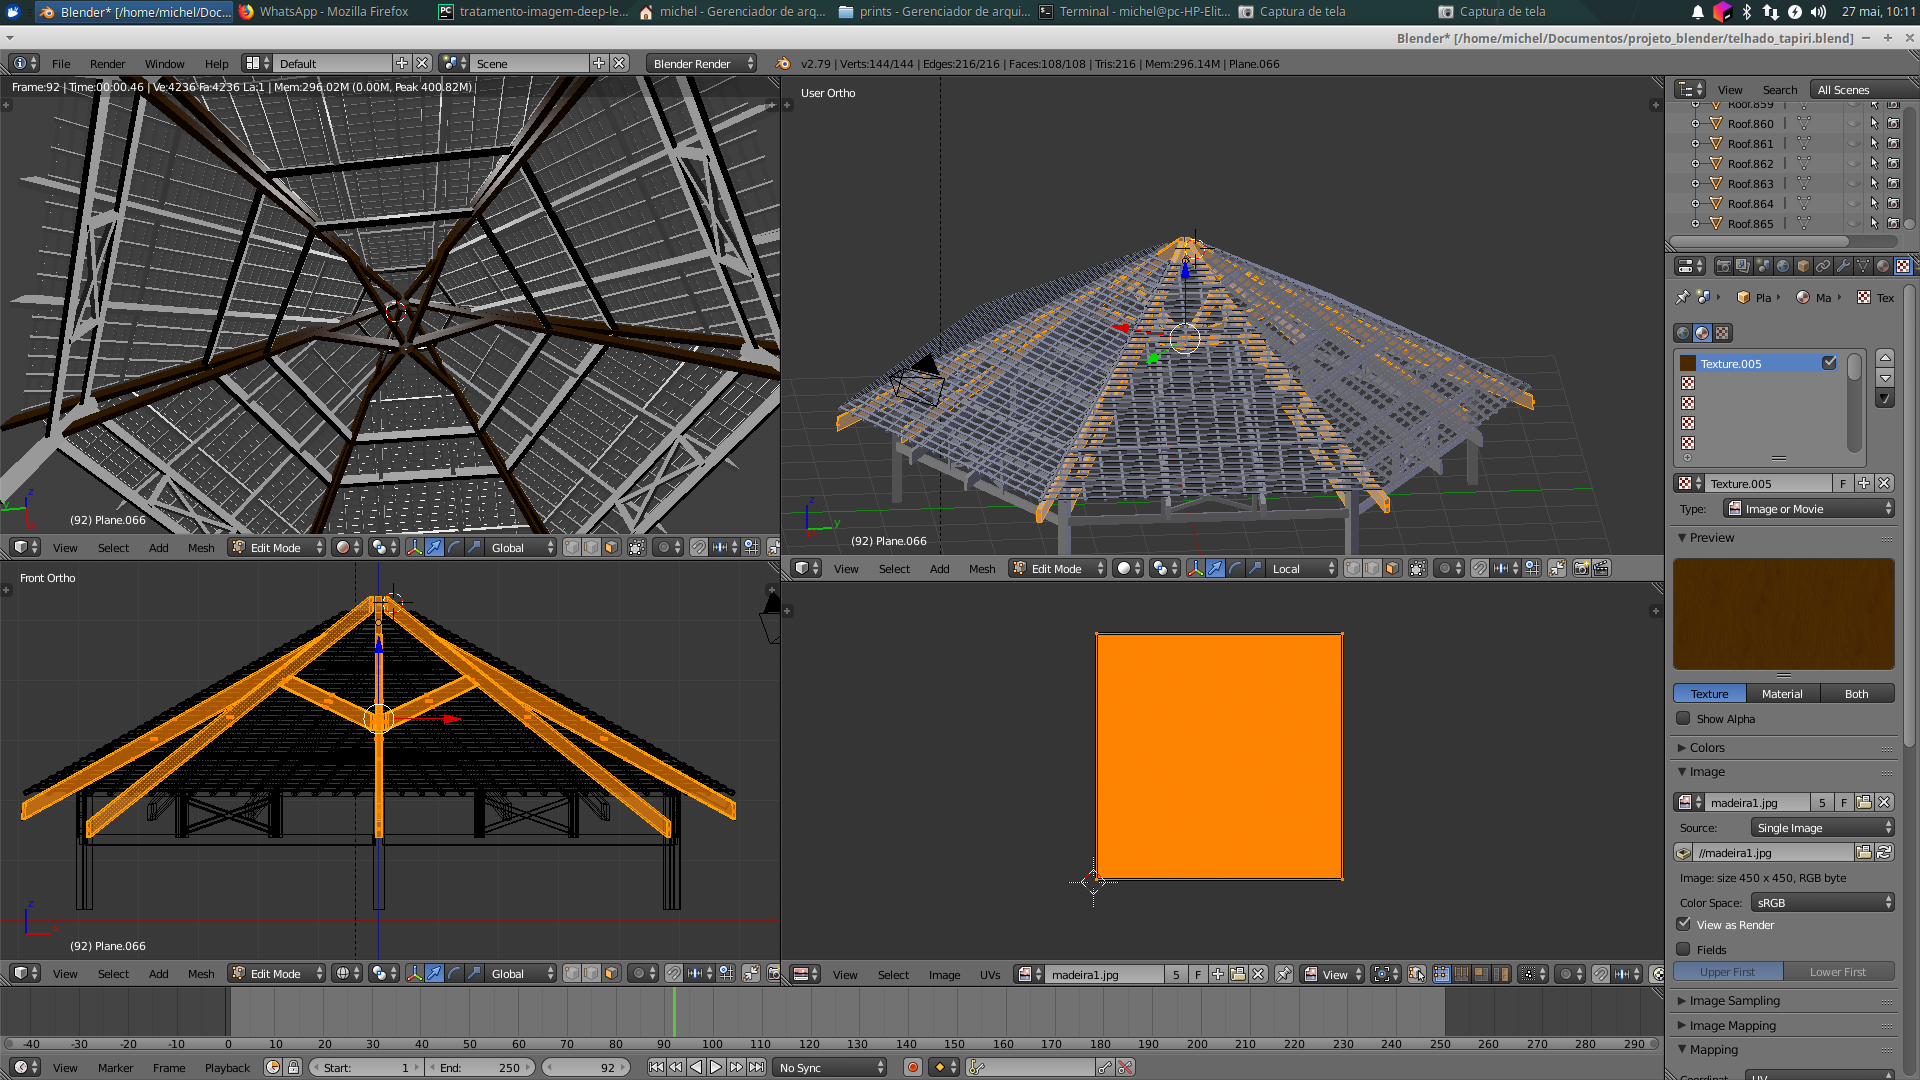 Blender* [/home/michel/Doc... WhatsApp - Mozilla Firefox tratamento-imagem-deep-le... michel - Gerenciador de arq... prints - Gerenciador de arqui... Terminal - michel@pc-HP-Elit... Captura de tela Captura de tela 27 mai, 10:11
Blender* [/home/michel/Documentos/projeto_blender/telhado_tapiri.blend]
File Render Window Help Default Scene Blender Render v2.79 | Verts:144/144 | Edges:216/216 | Faces:108/108 | Tris:216 | Mem:296.14M | Plane.066
Frame:92 | Time:00:00.46 | Ve:4236 Fa:4236 La:1 | Mem:296.02M (0.00M, Peak 400.82M)
(92) Plane.066
View Select Add Mesh Edit Mode Global
User Ortho
(92) Plane.066
View Select Add Mesh Edit Mode Local
Front Ortho
(92) Plane.066
View Select Add Mesh Edit Mode Global
View Select Image UVs madeira1.jpg 5 F View
View Search All Scenes
Roof.859
Roof.860
Roof.861
Roof.862
Roof.863
Roof.864
Roof.865
Pla Ma Tex
Texture.005
Texture.005 F
Type: Image or Movie
Preview
Texture Material Both
Show Alpha
Colors
Image
madeira1.jpg 5 F
Source: Single Image
//madeira1.jpg
Image: size 450 x 450, RGB byte
Color Space: sRGB
View as Render
Fields
Upper First Lower First
Image Sampling
Image Mapping
Mapping
-40 -30 -20 -10 0 10 20 30 40 50 60 70 80 90 100 110 120 130 140 150 160 170 180 190 200 210 220 230 240 250 260 270 280 290
View Marker Frame Playback Start: 1 End: 250 92 No Sync